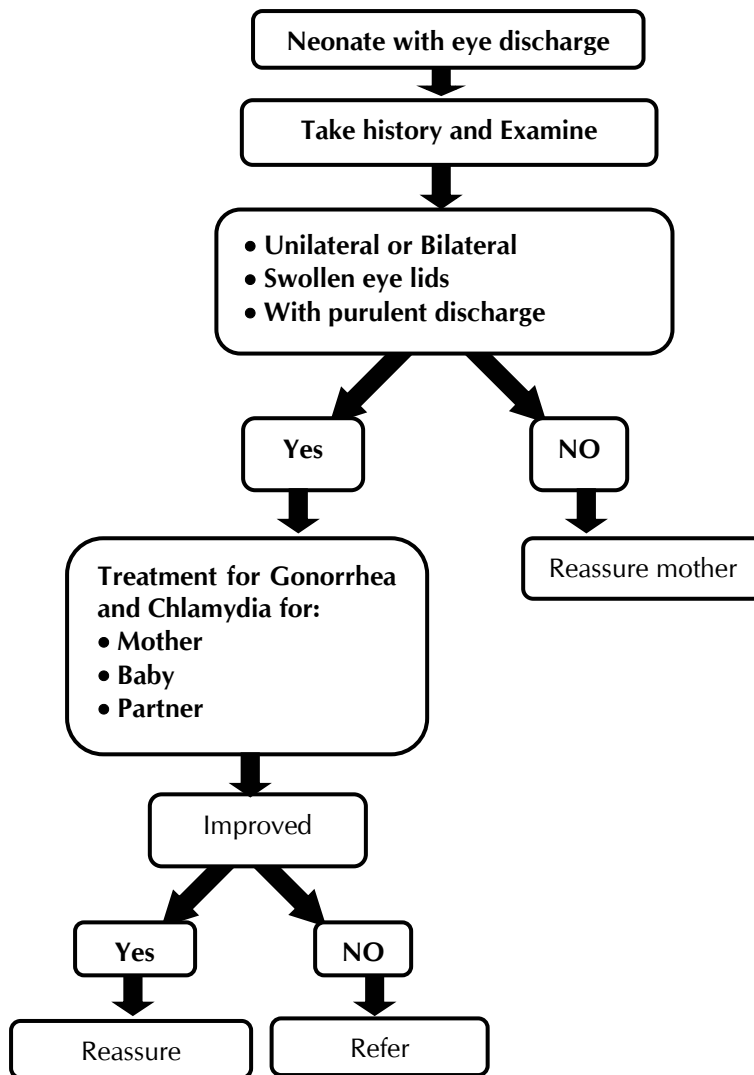 Neonate with eye discharge
Take history and Examine
• Unilateral or Bilateral
• Swollen eye lids
• With purulent discharge
Yes
NO
Treatment for Gonorrhea
and Chlamydia for:
• Mother
• Baby
• Partner
Reassure mother
Improved
Yes
NO
Reassure
Refer